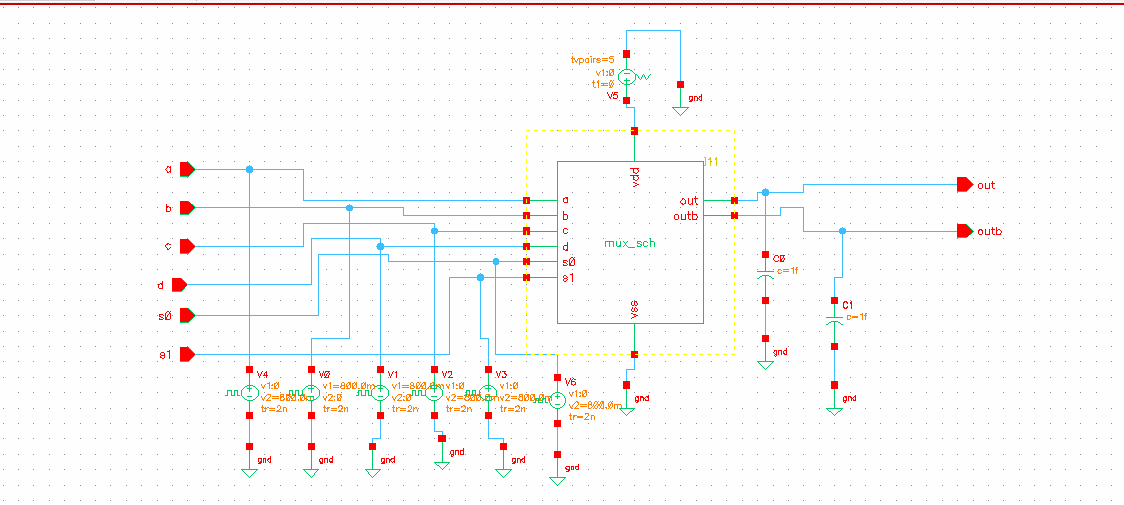 tvpairs=5
v1:0
t1=0
V5
gnd
I11
vdd
a
b
c
d
s0
s1
a
b
c
d
s0
s1
out
outb
mux_sch
vss
out
outb
C0
c=1f
gnd
C1
c=1f
gnd
gnd
V4
v1:0
v2=800.0m
tr=2n
gnd
V0
v1=800.0m
v2:0
tr=2n
gnd
V1
v1=800.0m
v2:0
tr=2n
gnd
V2
v1:0
v2=800.0m
tr=2n
gnd
V3
v1:0
v2=800.0m
tr=2n
gnd
V6
v1:0
v2=800.0m
tr=2n
gnd